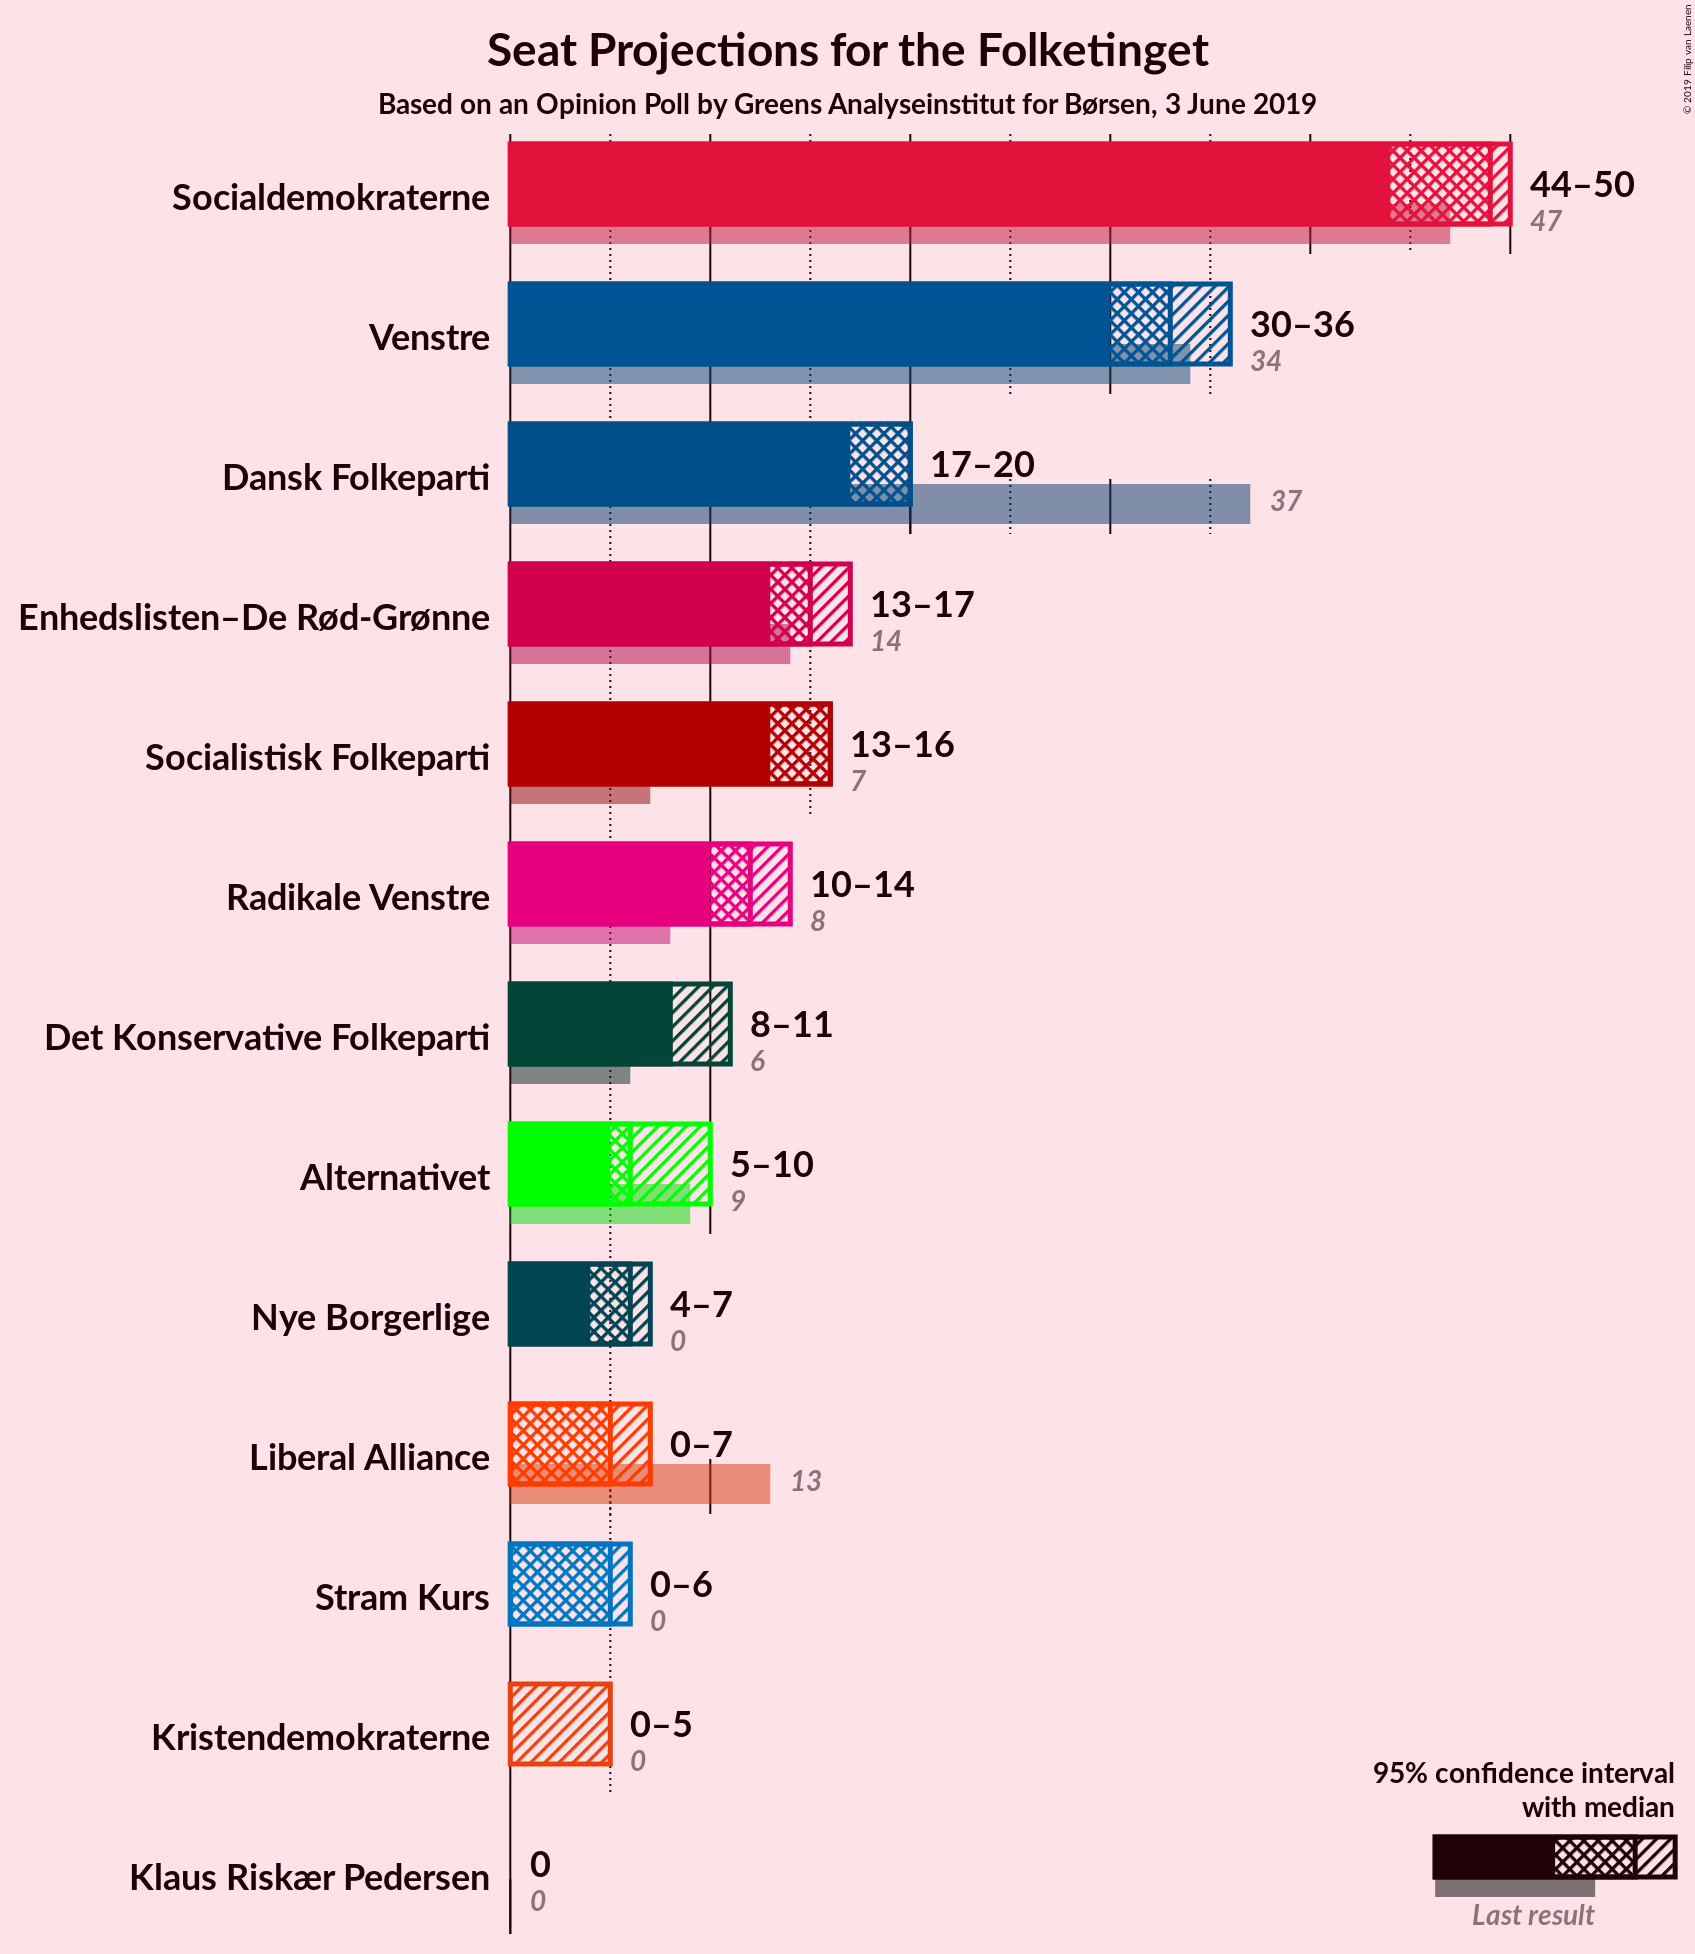 Seat Projections for the Folketinget
Based on an Opinion Poll by Greens Analyseinstitut for Børsen, 3 June 2019
© 2019 Filip van Laenen
Socialdemokraterne
44–50
47
Venstre
30–36
34
Dansk Folkeparti
17–20
37
Enhedslisten–De Rød-Grønne
13–17
14
Socialistisk Folkeparti
13–16
7
Radikale Venstre
10–14
8
Det Konservative Folkeparti
8–11
6
Alternativet
5–10
9
Nye Borgerlige
4–7
0
Liberal Alliance
0–7
13
Stram Kurs
0–6
0
Kristendemokraterne
0–5
0
Klaus Riskær Pedersen
0
0
95% confidence interval
with median
Last result